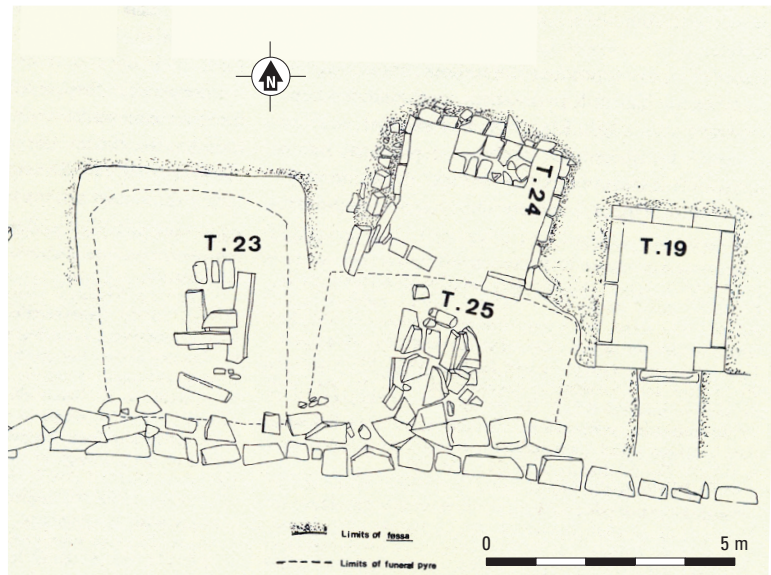 N
T.24
T.23
T.19
T.25
Limits of fossa
Limits of funeral pyre
0 5 m